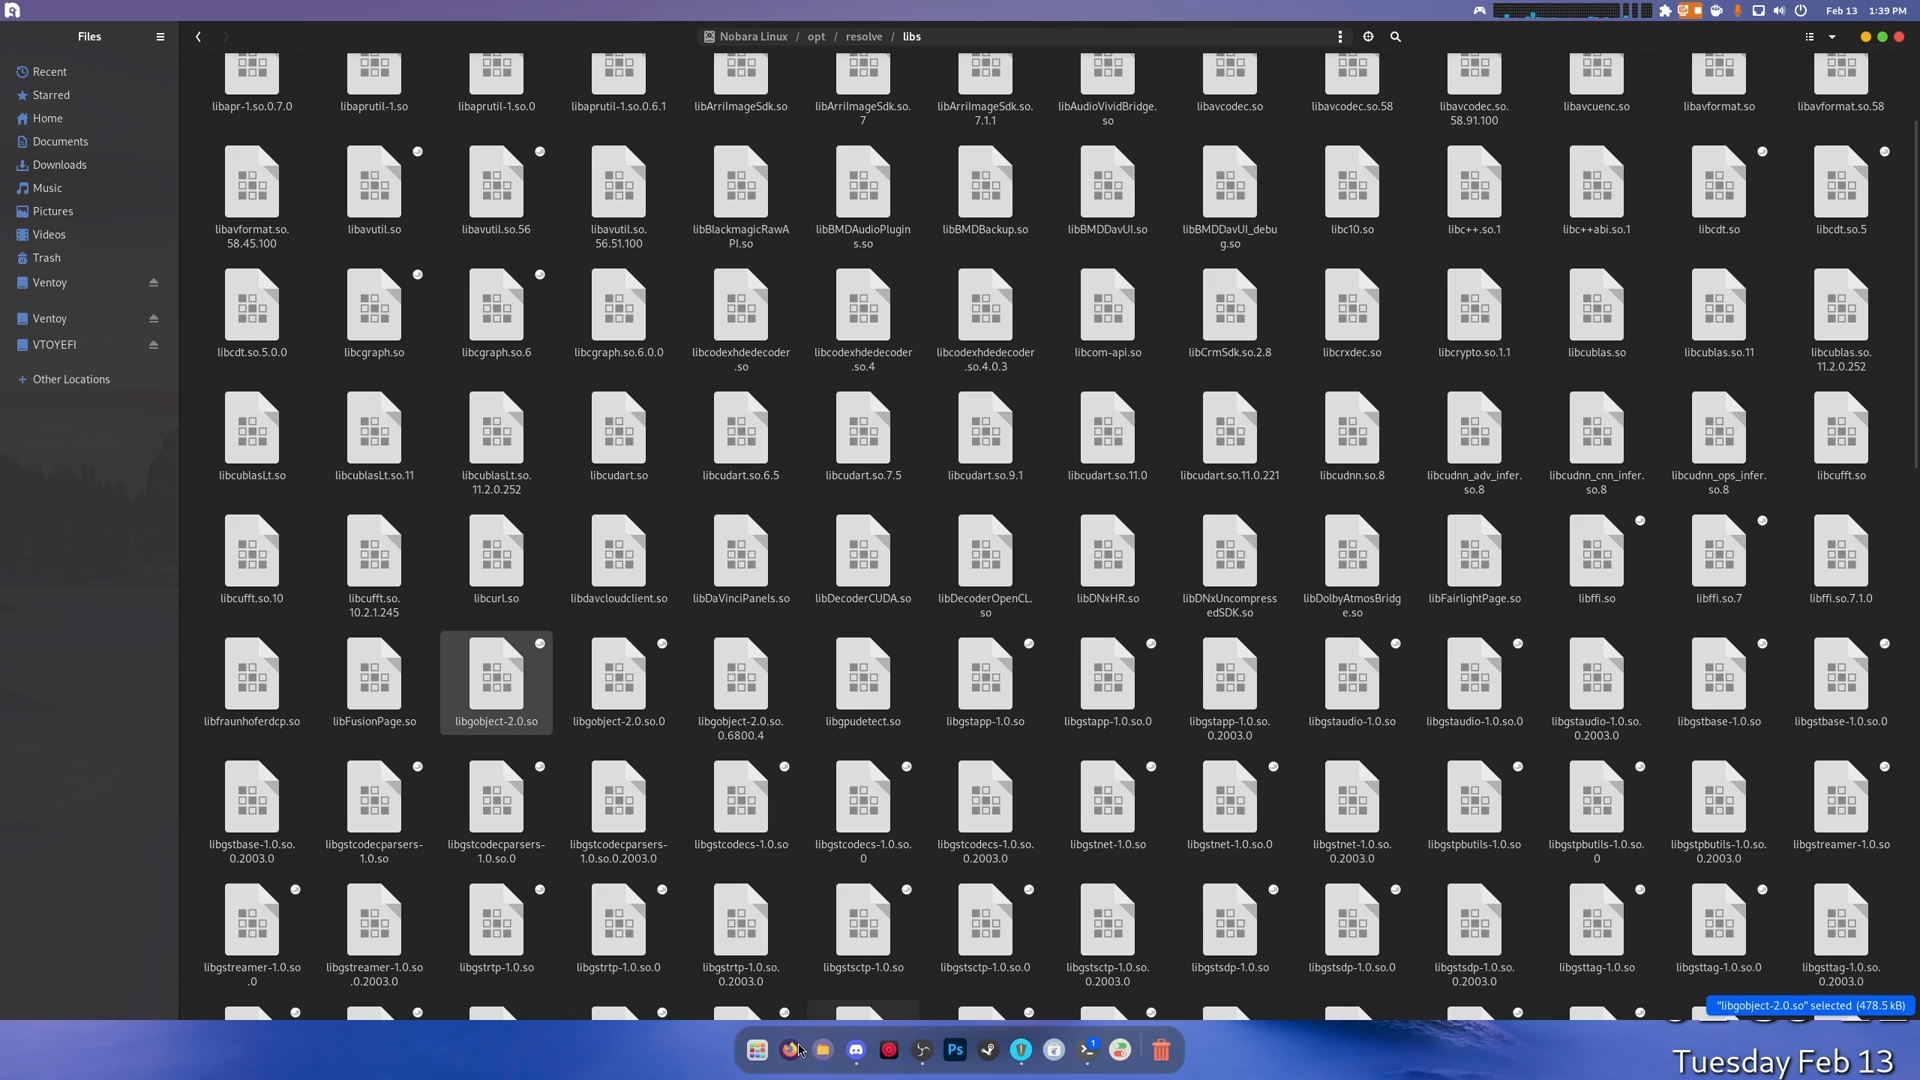 Feb 13 1:39 PM
Files
Nobara Linux / opt / resolve / libs
Recent
Starred
Home
Documents
Downloads
Music
Pictures
Videos
Trash
Ventoy
Ventoy
VTOYEFI
Other Locations
libapr-1.so.0.7.0 libaprutil-1.so libaprutil-1.so.0 libaprutil-1.so.0.6.1 libArriImageSdk.so libArriImageSdk.so. libArriImageSdk.so. libAudioVividBridge. libavcodec.so libavcodec.so.58 libavcodec.so. libavcuenc.so libavformat.so libavformat.so.58
7 7.1.1 so 58.91.100
libavformat.so. libavutil.so libavutil.so.56 libavutil.so. libBlackmagicRawA libBMDAudioPlugin libBMDBackup.so libBMDDavUI.so libBMDDavUI_debu libc10.so libc++.so.1 libc++abi.so.1 libcdt.so libcdt.so.5
58.45.100 56.51.100 PI.so s.so g.so
libcdt.so.5.0.0 libcgraph.so libcgraph.so.6 libcgraph.so.6.0.0 libcodexhdedecoder libcodexhdedecoder libcodexhdedecoder libcom-api.so libCrmSdk.so.2.8 libcrxdec.so libcrypto.so.1.1 libcublas.so libcublas.so.11 libcublas.so.
.so .so.4 .so.4.0.3 11.2.0.252
libcublasLt.so libcublasLt.so.11 libcublasLt.so. libcudart.so libcudart.so.6.5 libcudart.so.7.5 libcudart.so.9.1 libcudart.so.11.0 libcudart.so.11.0.221 libcudnn.so.8 libcudnn_adv_infer. libcudnn_cnn_infer. libcudnn_ops_infer. libcufft.so
11.2.0.252 so.8 so.8 so.8
libcufft.so.10 libcufft.so. libcurl.so libdavcloudclient.so libDaVinciPanels.so libDecoderCUDA.so libDecoderOpenCL. libDNxHR.so libDNxUncompress libDolbyAtmosBridg libFairlightPage.so libffi.so libffi.so.7 libffi.so.7.1.0
10.2.1.245 so edSDK.so e.so
libfraunhoferdcp.so libFusionPage.so libgobject-2.0.so libgobject-2.0.so.0 libgobject-2.0.so. libgpudetect.so libgstapp-1.0.so libgstapp-1.0.so.0 libgstapp-1.0.so. libgstaudio-1.0.so libgstaudio-1.0.so.0 libgstaudio-1.0.so. libgstbase-1.0.so libgstbase-1.0.so.0
0.6800.4 0.2003.0 0.2003.0
libgstbase-1.0.so. libgstcodecparsers- libgstcodecparsers- libgstcodecparsers- libgstcodecs-1.0.so libgstcodecs-1.0.so. libgstcodecs-1.0.so. libgstnet-1.0.so libgstnet-1.0.so.0 libgstnet-1.0.so. libgstpbutils-1.0.so libgstpbutils-1.0.so. libgstpbutils-1.0.so. libgstreamer-1.0.so
0.2003.0 1.0.so 1.0.so.0 1.0.so.0.2003.0 0 0.2003.0 0.2003.0 0 0.2003.0
libgstreamer-1.0.so libgstreamer-1.0.so libgstrtp-1.0.so libgstrtp-1.0.so.0 libgstrtp-1.0.so. libgstsctp-1.0.so libgstsctp-1.0.so.0 libgstsctp-1.0.so. libgstsdp-1.0.so libgstsdp-1.0.so.0 libgstsdp-1.0.so. libgsttag-1.0.so libgsttag-1.0.so.0 libgsttag-1.0.so.
.0 .0.2003.0 0.2003.0 0.2003.0 0.2003.0 0.2003.0
"libgobject-2.0.so" selected (478.5 kB)
Ps
1
Tuesday Feb 13